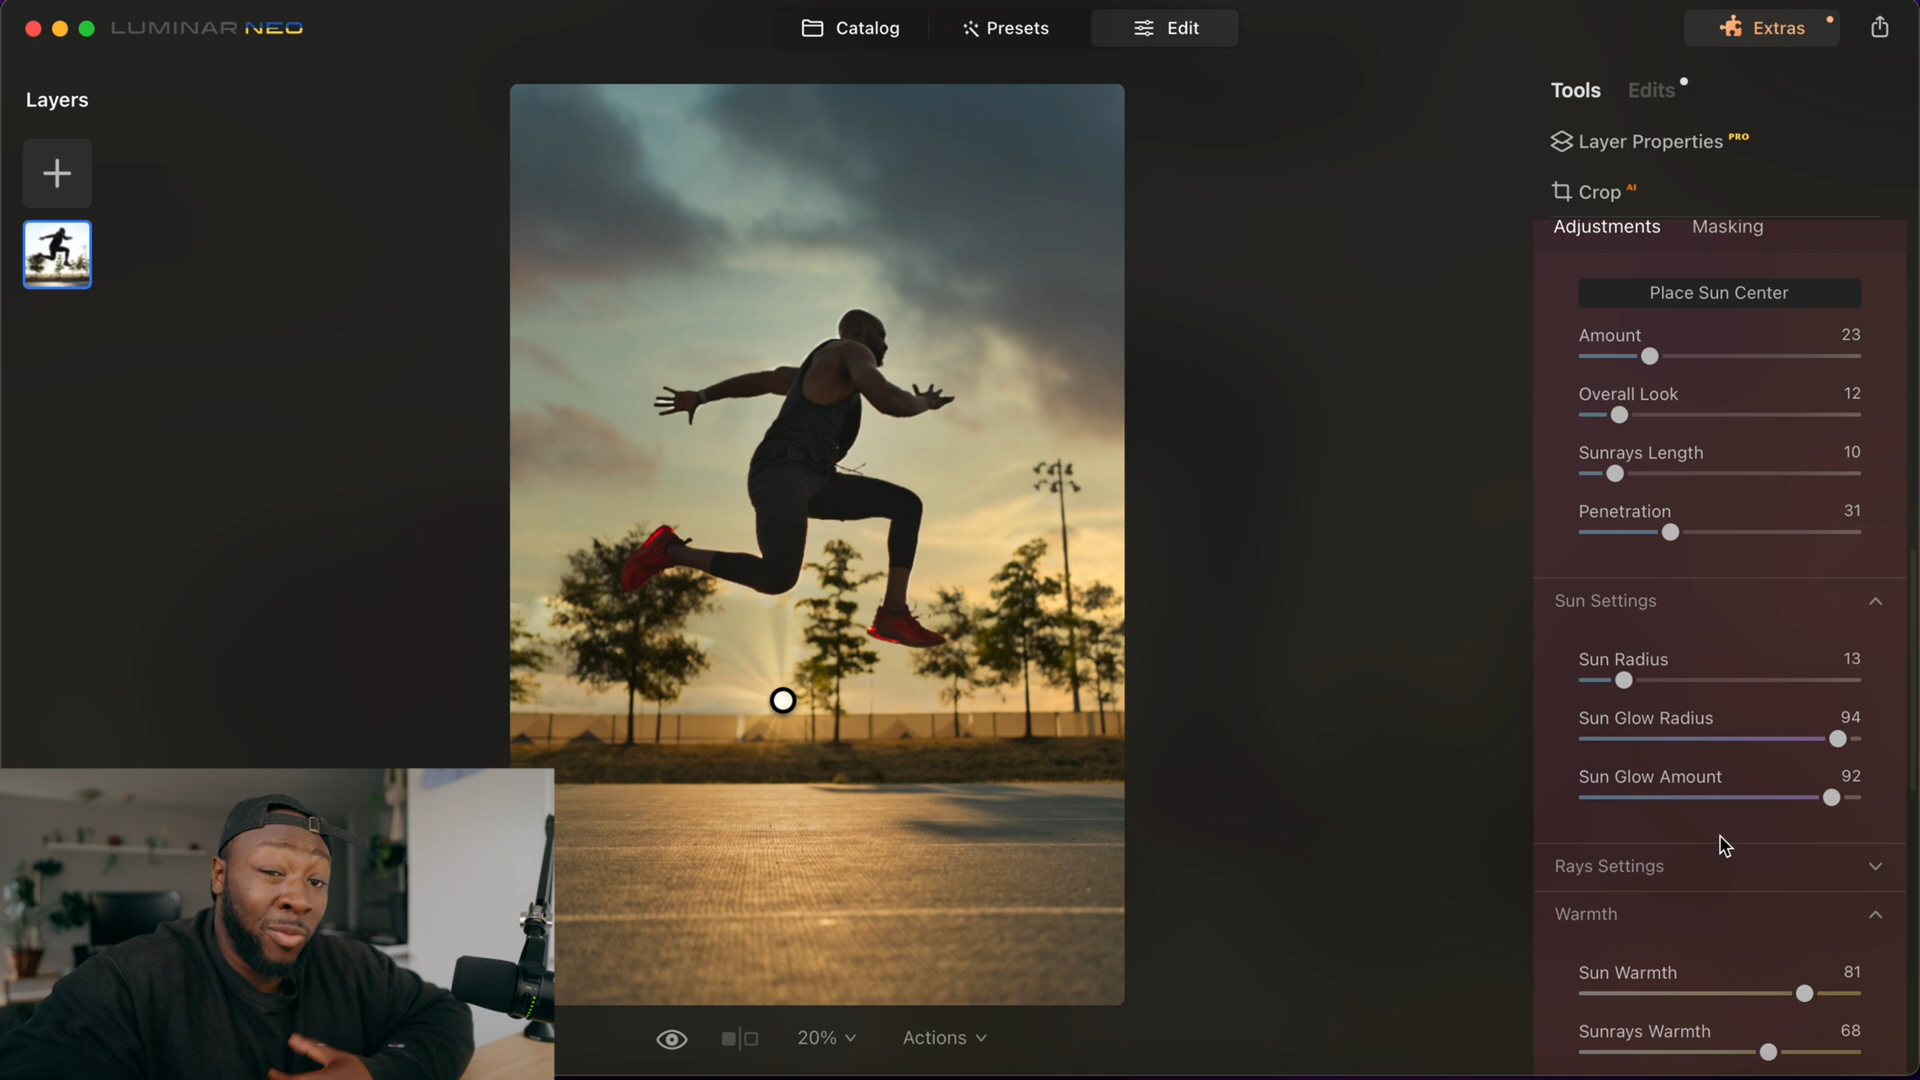 LUMINAR NEO
Catalog
Presets
Edit
Extras
Layers
Tools
Edits
Layer Properties PRO
Crop AI
Adjustments
Masking
Place Sun Center
Amount 23
Overall Look 12
Sunrays Length 10
Penetration 31
Sun Settings
Sun Radius 13
Sun Glow Radius 94
Sun Glow Amount 92
Rays Settings
Warmth
Sun Warmth 81
Sunrays Warmth 68
20%
Actions